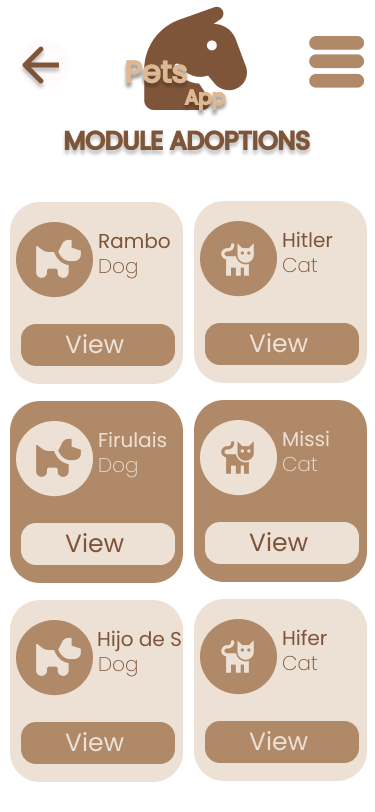 Pets
App
MODULE ADOPTIONS
Rambo
Dog
View
Hitler
Cat
View
Firulais
Dog
View
Missi
Cat
View
Hijo de S
Dog
View
Hifer
Cat
View